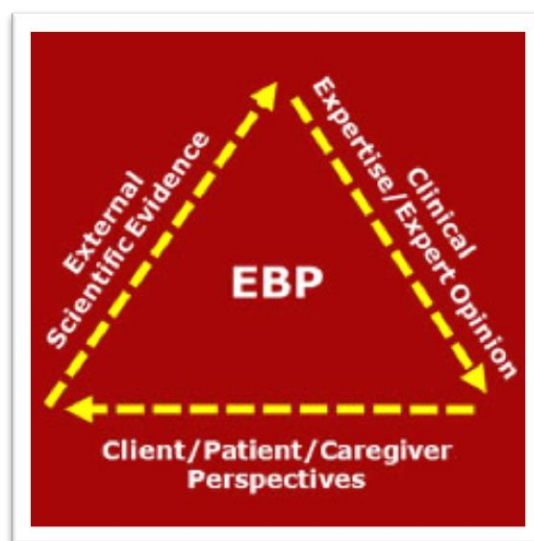 External
Scientific Evidence
Clinical
Expertise/Expert Opinion
EBP
Client/Patient/Caregiver
Perspectives